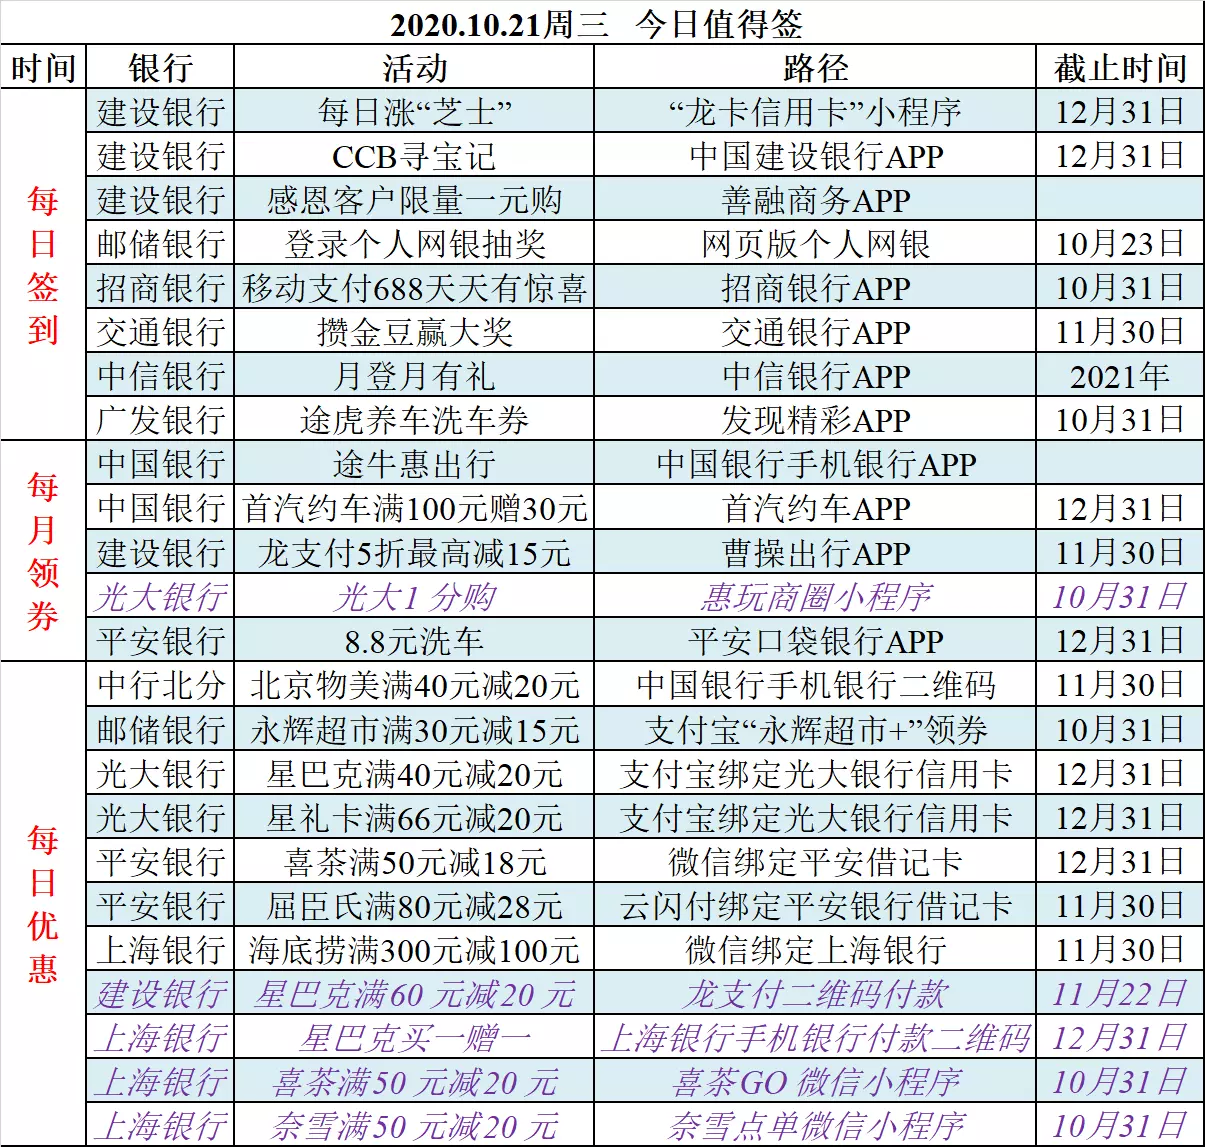 2020.10.21周三 今日值得签
时间 银行 活动 路径 截止时间
每日签到
建设银行 每日涨“芝士” “龙卡信用卡”小程序 12月31日
建设银行 CCB寻宝记 中国建设银行APP 12月31日
建设银行 感恩客户限量一元购 善融商务APP
邮储银行 登录个人网银抽奖 网页版个人网银 10月23日
招商银行 移动支付688天天有惊喜 招商银行APP 10月31日
交通银行 攒金豆赢大奖 交通银行APP 11月30日
中信银行 月登月有礼 中信银行APP 2021年
广发银行 途虎养车洗车券 发现精彩APP 10月31日
每月领券
中国银行 途牛惠出行 中国银行手机银行APP
中国银行 首汽约车满100元赠30元 首汽约车APP 12月31日
建设银行 龙支付5折最高减15元 曹操出行APP 11月30日
光大银行 光大1分购 惠玩商圈小程序 10月31日
平安银行 8.8元洗车 平安口袋银行APP 12月31日
每日优惠
中行北分 北京物美满40元减20元 中国银行手机银行二维码 11月30日
邮储银行 永辉超市满30元减15元 支付宝“永辉超市+”领券 10月31日
光大银行 星巴克满40元减20元 支付宝绑定光大银行信用卡 12月31日
光大银行 星礼卡满66元减20元 支付宝绑定光大银行信用卡 12月31日
平安银行 喜茶满50元减18元 微信绑定平安借记卡 12月31日
平安银行 屈臣氏满80元减28元 云闪付绑定平安银行借记卡 11月30日
上海银行 海底捞满300元减100元 微信绑定上海银行 11月30日
建设银行 星巴克满60元减20元 龙支付二维码付款 11月22日
上海银行 星巴克买一赠一 上海银行手机银行付款二维码 12月31日
上海银行 喜茶满50元减20元 喜茶GO微信小程序 10月31日
上海银行 奈雪满50元减20元 奈雪点单微信小程序 10月31日